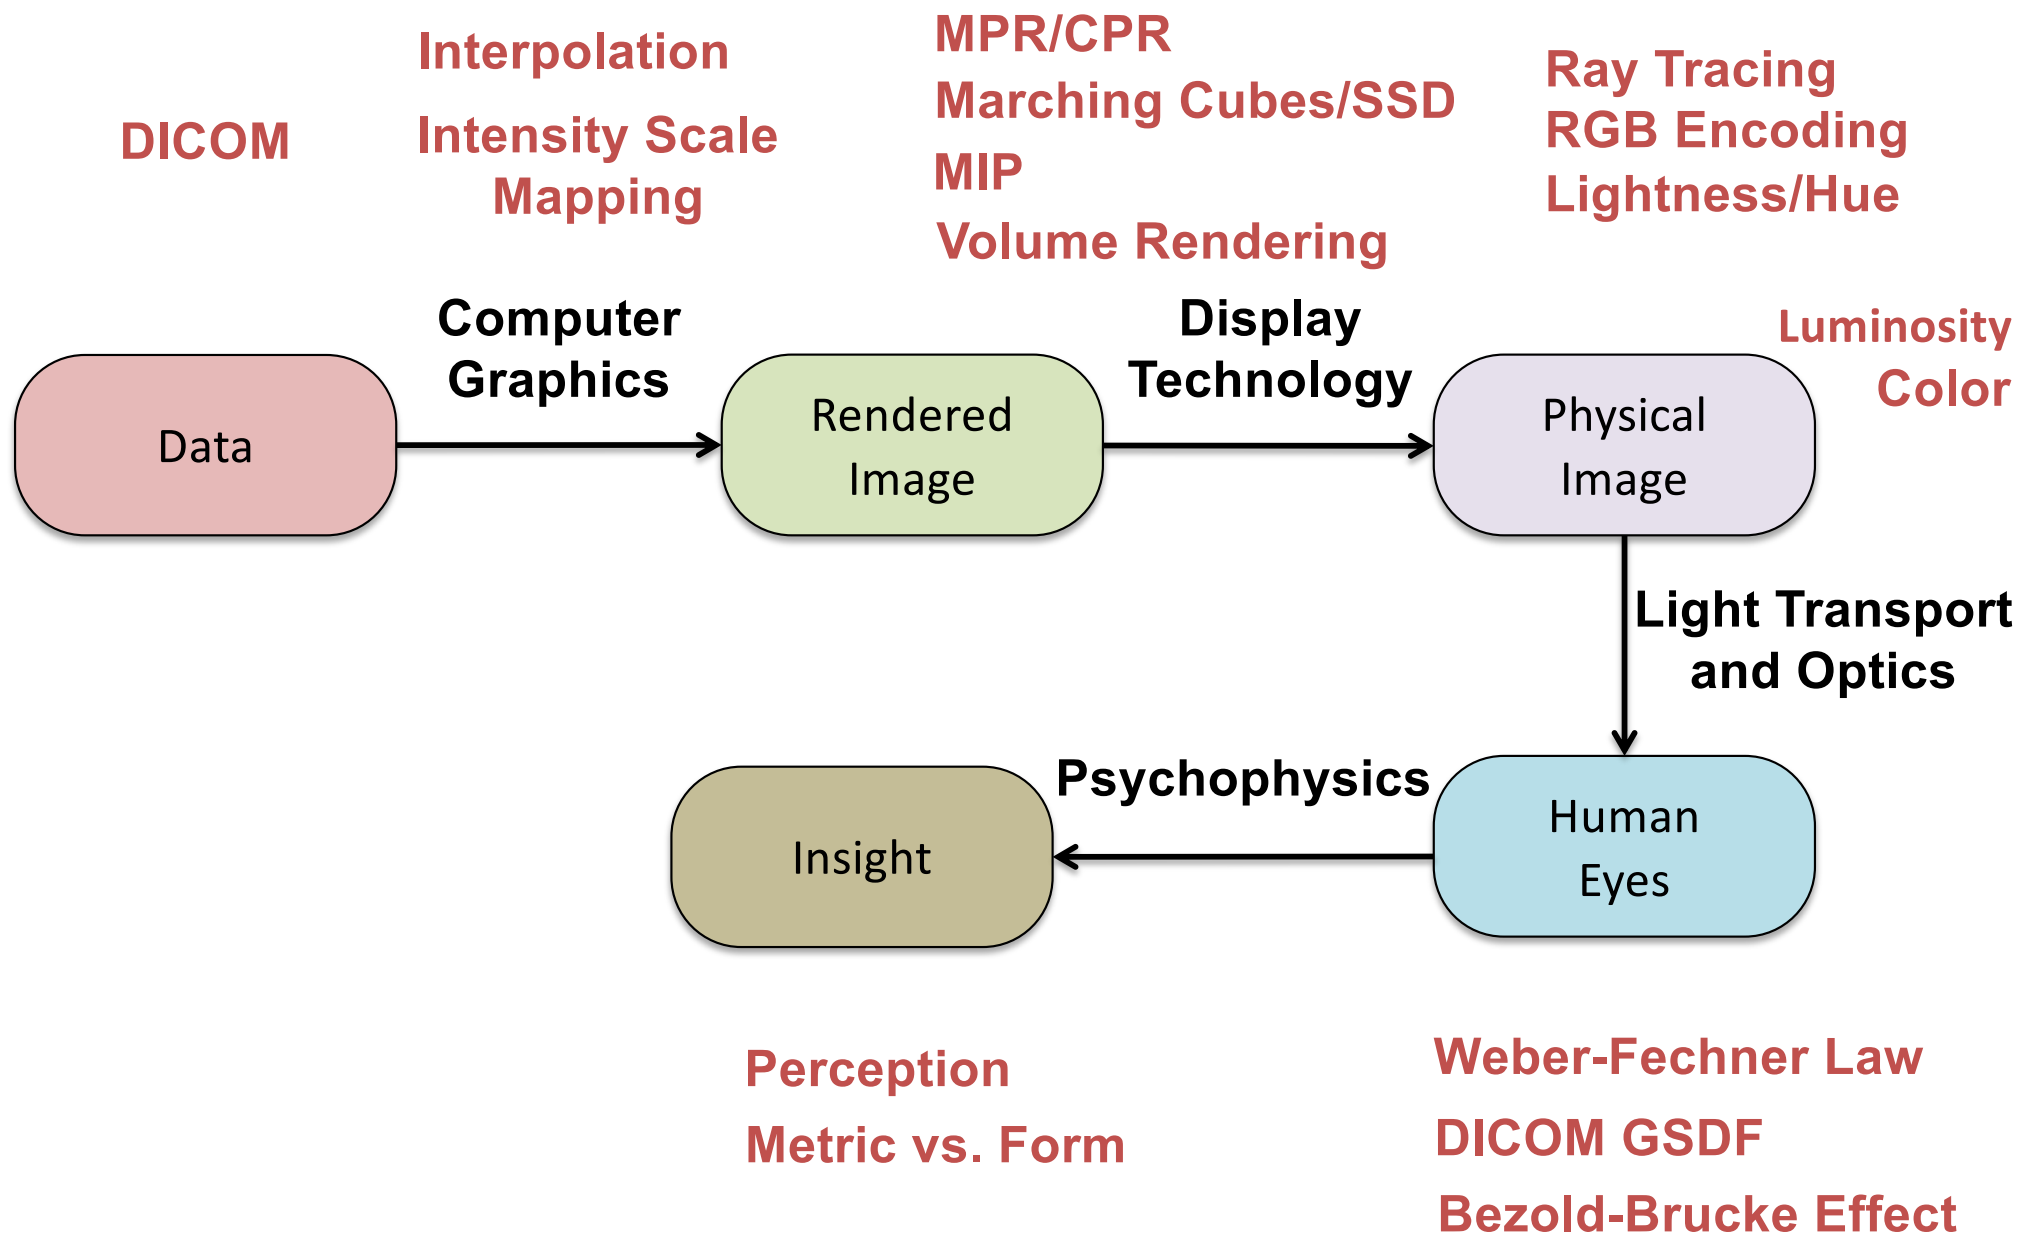 DICOM
Interpolation
Intensity Scale
Mapping
MPR/CPR
Marching Cubes/SSD
MIP
Volume Rendering
Ray Tracing
RGB Encoding
Lightness/Hue
Luminosity
Color
Computer
Graphics
Display
Technology
Data
Rendered
Image
Physical
Image
Light Transport
and Optics
Psychophysics
Human
Eyes
Insight
Perception
Metric vs. Form
Weber-Fechner Law
DICOM GSDF
Bezold-Brucke Effect